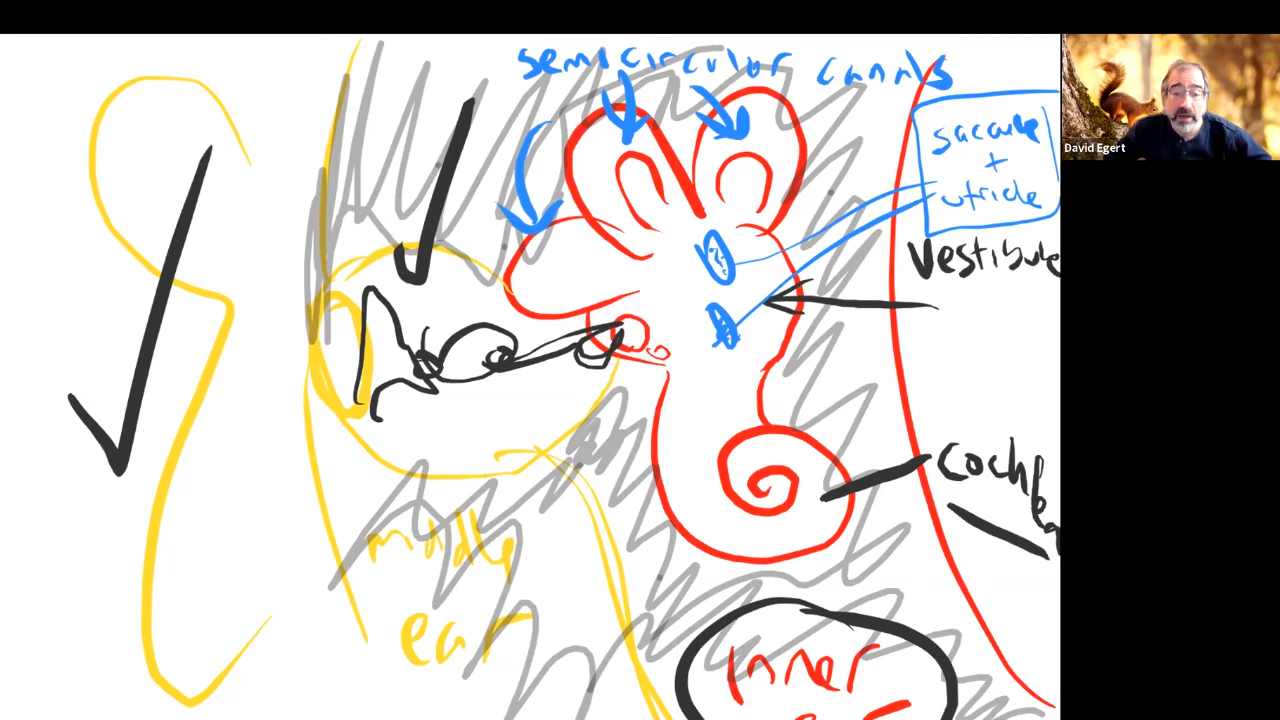 semicircular canals
saccule
+
utricle
David Egert
Vestibule
cochlea
middle
ear
inner